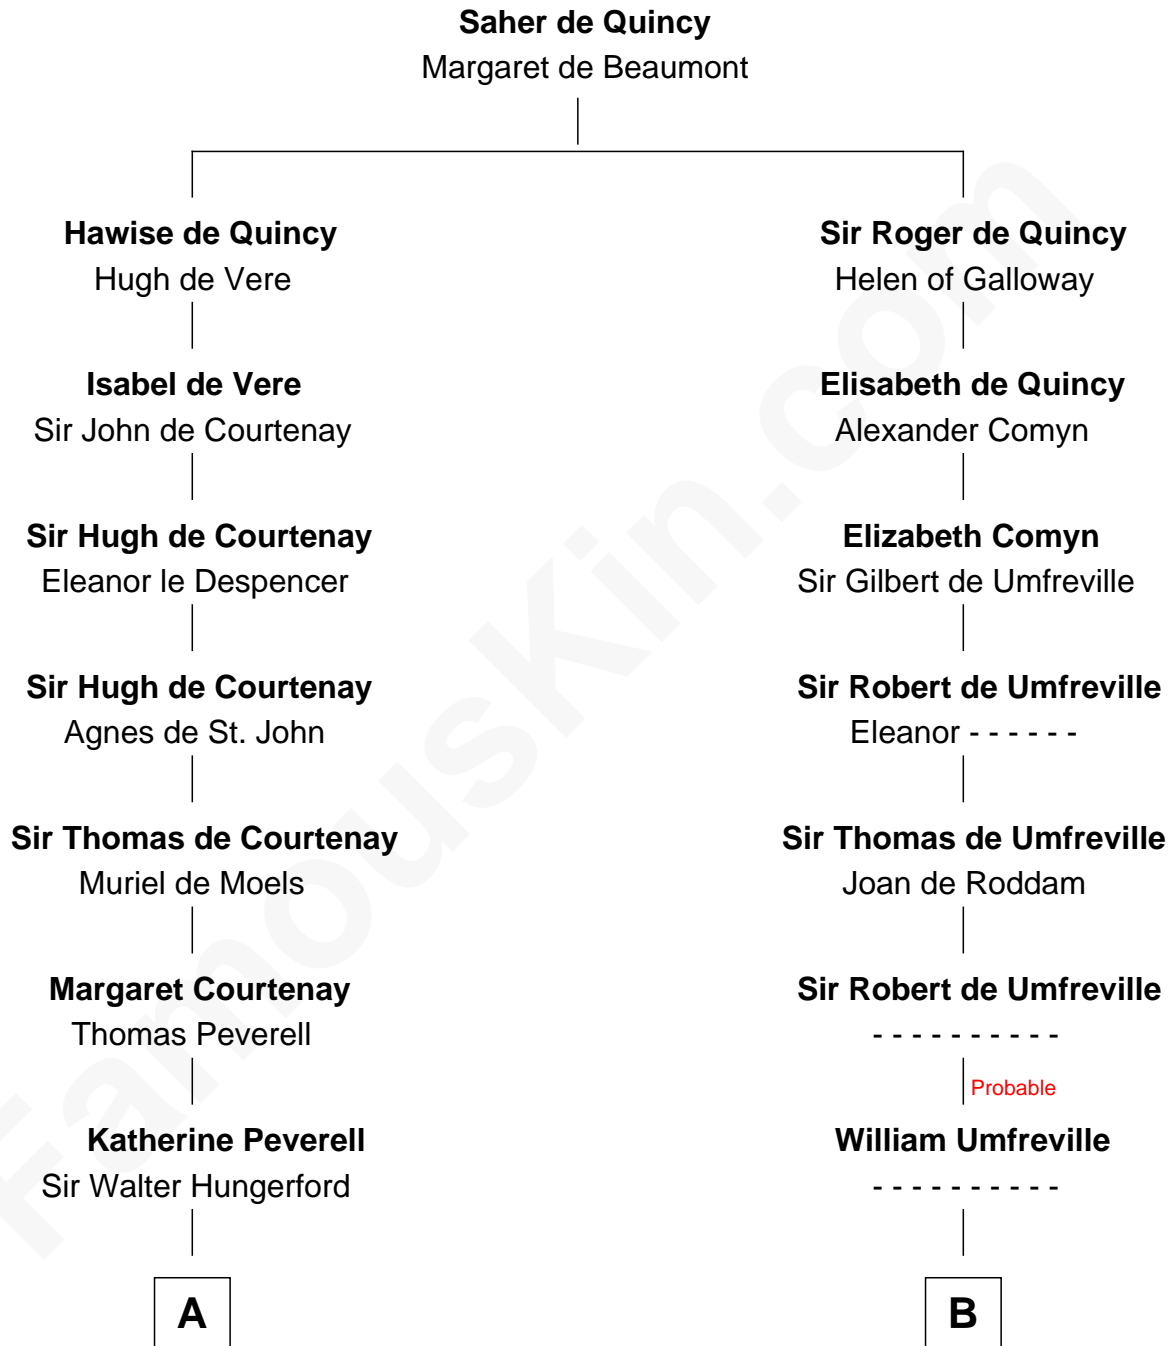 Saher de Quincy
Margaret de Beaumont
Hawise de Quincy
Hugh de Vere
Sir Roger de Quincy
Helen of Galloway
Isabel de Vere
Sir John de Courtenay
Elisabeth de Quincy
Alexander Comyn
Sir Hugh de Courtenay
Eleanor le Despencer
Elizabeth Comyn
Sir Gilbert de Umfreville
Sir Hugh de Courtenay
Agnes de St. John
Sir Robert de Umfreville
Eleanor - - - - - -
Sir Thomas de Courtenay
Muriel de Moels
Sir Thomas de Umfreville
Joan de Roddam
Margaret Courtenay
Thomas Peverell
Sir Robert de Umfreville
- - - - - - - - - -
Probable
Katherine Peverell
Sir Walter Hungerford
William Umfreville
- - - - - - - - - -
A
B
FamousKin.com